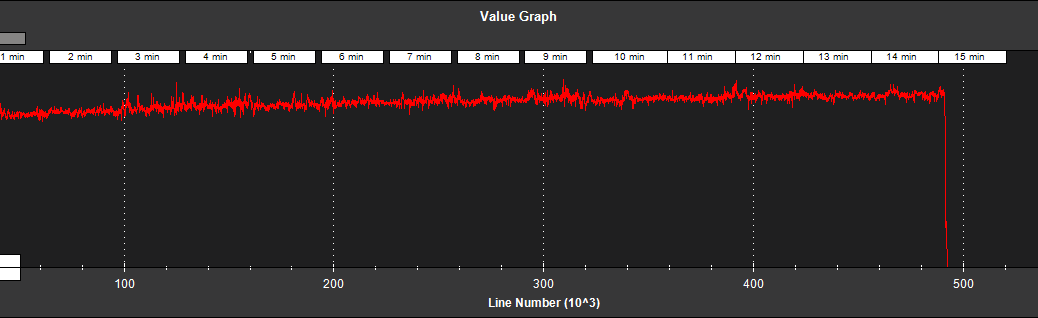 Value Graph
1 min 2 min 3 min 4 min 5 min 6 min 7 min 8 min 9 min 10 min 11 min 12 min 13 min 14 min 15 min
100 200 300 400 500
Line Number (10^3)